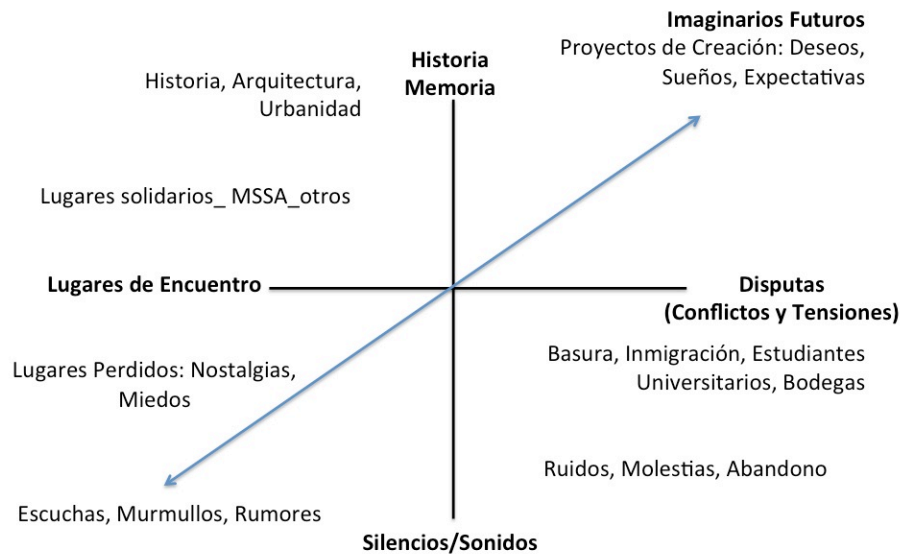 Imaginarios Futuros
Proyectos de Creación: Deseos,
Sueños, Expectativas
Historia
Memoria
Historia, Arquitectura,
Urbanidad
Lugares solidarios_ MSSA_otros
Lugares de Encuentro
Disputas
(Conflictos y Tensiones)
Lugares Perdidos: Nostalgias,
Miedos
Basura, Inmigración, Estudiantes
Universitarios, Bodegas
Ruidos, Molestias, Abandono
Escuchas, Murmullos, Rumores
Silencios/Sonidos